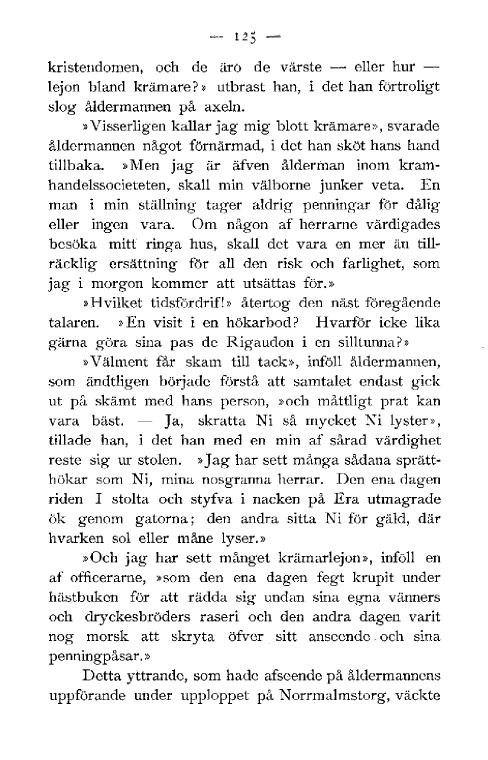 — 125 —
kristendomen, och de äro de värste — eller hur —
lejon bland krämare?» utbrast han, i det han förtroligt
slog åldermannen på axeln.
»Visserligen kallar jag mig blott krämare», svarade
åldermannen något förnärmad, i det han sköt hans hand
tillbaka. »Men jag är äfven ålderman inom kram-
handelssocieteten, skall min välborne junker veta. En
man i min ställning tager aldrig penningar för dålig
eller ingen vara. Om någon af herrarne värdigades
besöka mitt ringa hus, skall det vara en mer än till-
räcklig ersättning för all den risk och farlighet, som
jag i morgon kommer att utsättas för.»
»Hvilket tidsfördrif!» återtog den näst föregående
talaren. »En visit i en hökarbod? Hvarför icke lika
gärna göra sina pas de Rigaudon i en silltunna?»
»Välment får skam till tack», inföll åldermannen,
som ändtligen började förstå att samtalet endast gick
ut på skämt med hans person, »och måttligt prat kan
vara bäst. — Ja, skratta Ni så mycket Ni lyster»,
tillade han, i det han med en min af sårad värdighet
reste sig ur stolen. »Jag har sett många sådana sprätt-
hökar som Ni, mina nosgranna herrar. Den ena dagen
riden I stolta och styfva i nacken på Era utmagrade
ök genom gatorna; den andra sitta Ni för gäld, där
hvarken sol eller måne lyser.»
»Och jag har sett månget krämarlejon», inföll en
af officerarne, »som den ena dagen fegt krupit under
hästbuken för att rädda sig undan sina egna vänners
och dryckesbröders raseri och den andra dagen varit
nog morsk att skryta öfver sitt anseende och sina
penningpåsar.»
Detta yttrande, som hade afseende på åldermannens
uppförande under upploppet på Norrmalmstorg, väckte